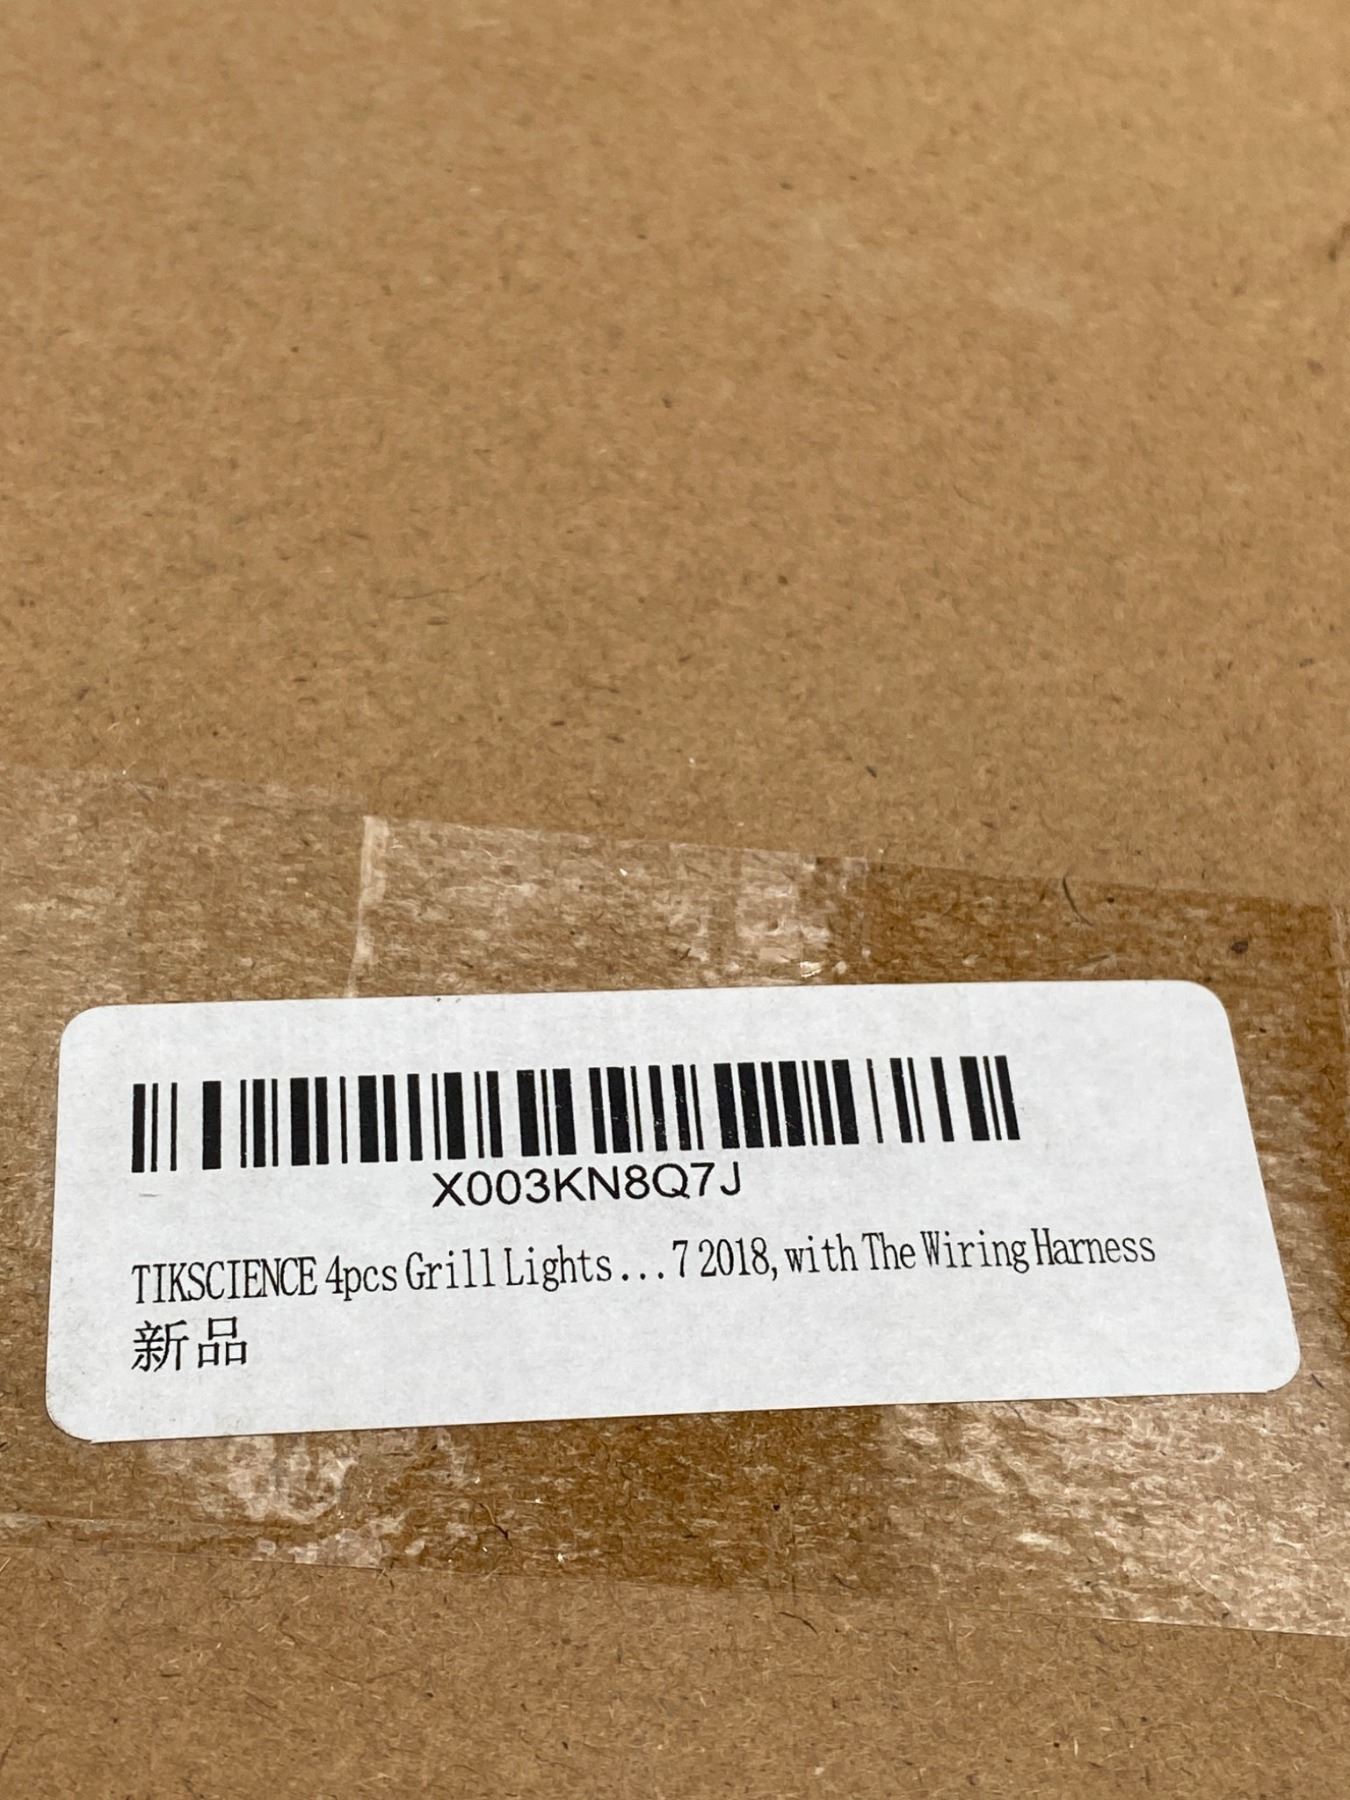 X003KN8Q7J
TIKSCIENCE 4pcs Grill Lights...7 2018, with The Wiring Harness
新品